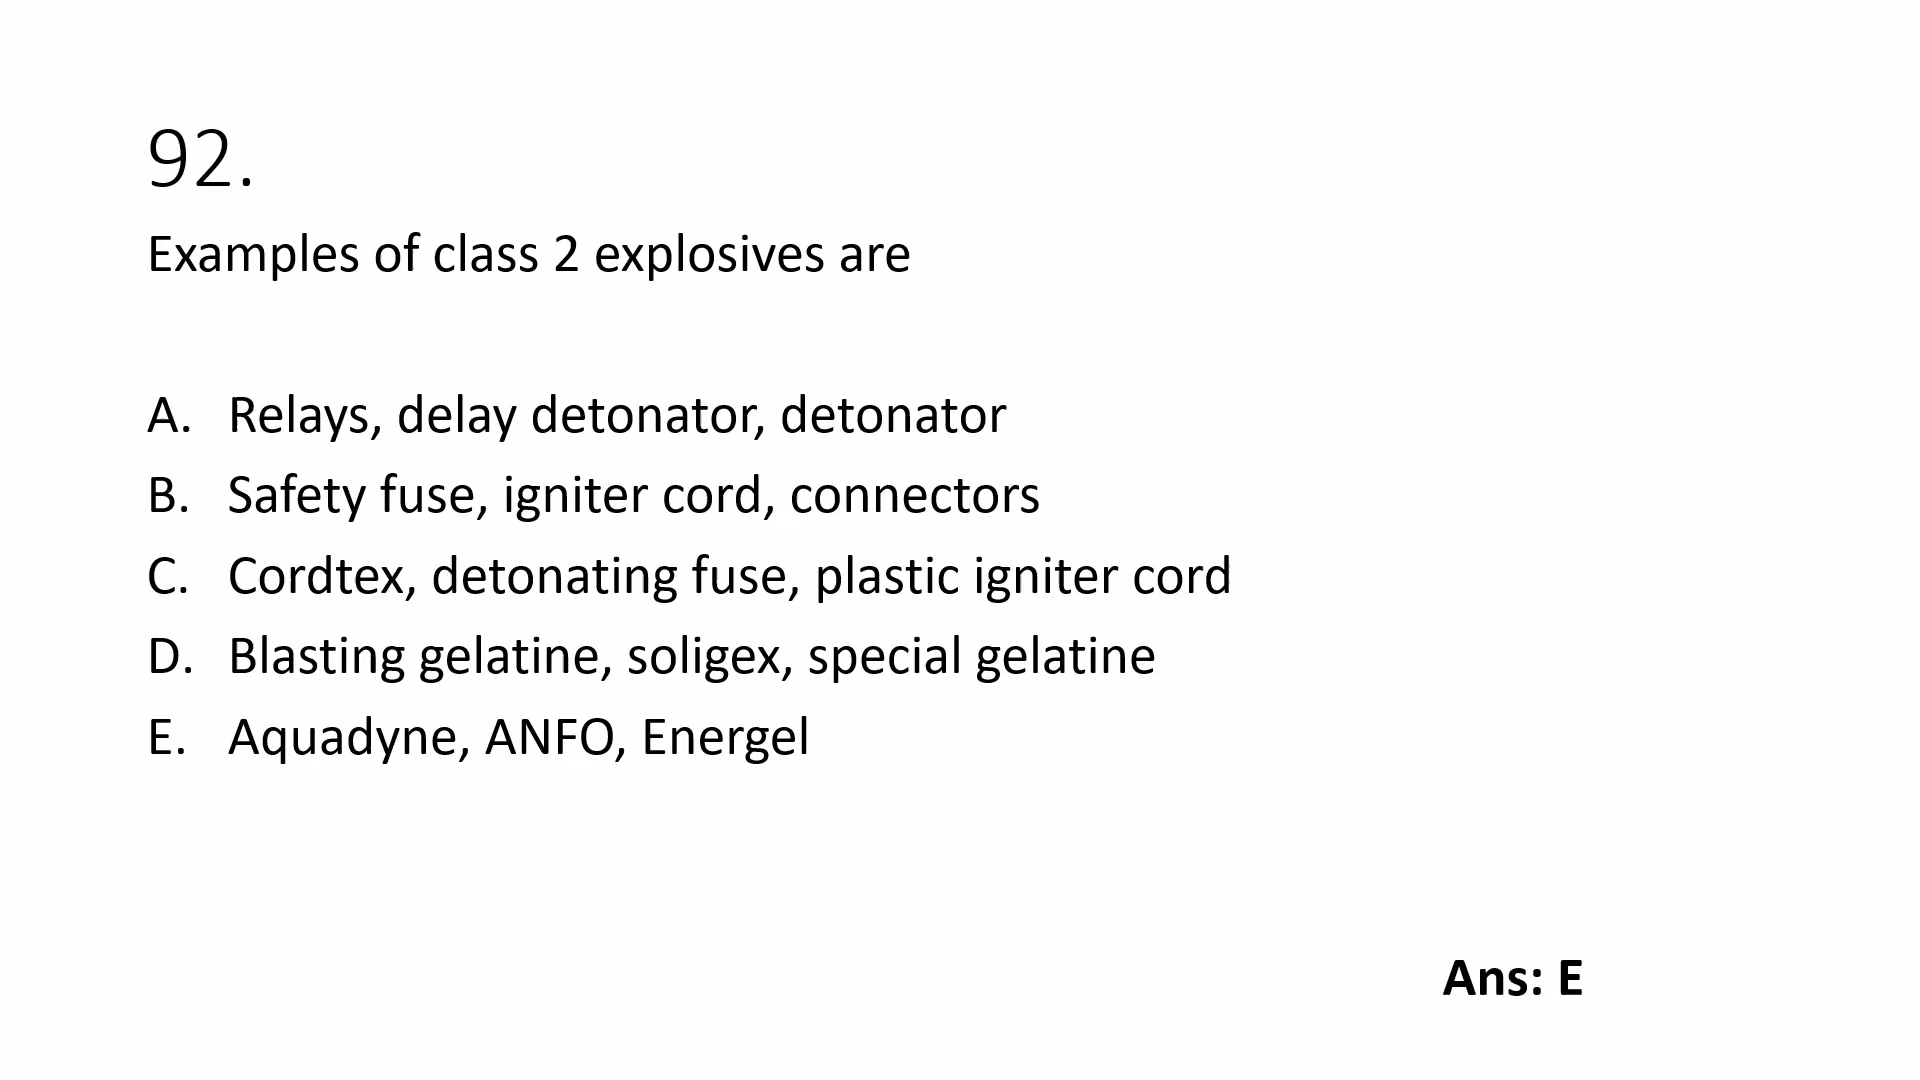 92.
Examples of class 2 explosives are
A. Relays, delay detonator, detonator
B. Safety fuse, igniter cord, connectors
C. Cordtex, detonating fuse, plastic igniter cord
D. Blasting gelatine, soligex, special gelatine
E. Aquadyne, ANFO, Energel
Ans: E